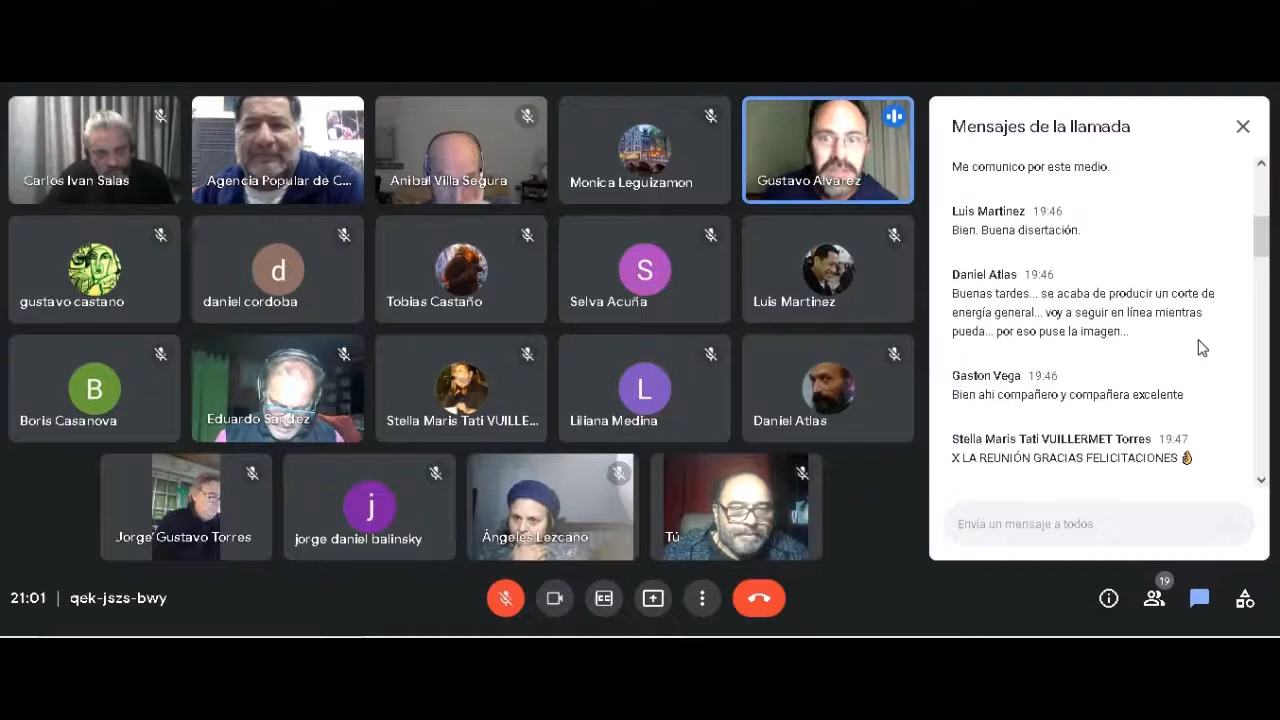 Carlos Ivan Salas
Agencia Popular de C...
Anibal Villa Segura
Monica Leguizamon
Gustavo Alvarez
gustavo castano
d
daniel cordoba
Tobias Castaño
S
Selva Acuña
Luis Martinez
B
Boris Casanova
Eduardo Sandez
Stella Maris Tati VUILLE...
L
Liliana Medina
Daniel Atlas
Jorge Gustavo Torres
j
jorge daniel balinsky
Ángeles Lezcano
Tú
Mensajes de la llamada
Me comunico por este medio.
Luis Martinez 19:46
Bien. Buena disertación.
Daniel Atlas 19:46
Buenas tardes... se acaba de producir un corte de
energía general... voy a seguir en línea mientras
pueda... por eso puse la imagen...
Gaston Vega 19:46
Bien ahi compañero y compañera excelente
Stella Maris Tati VUILLERMET Torres 19:47
X LA REUNIÓN GRACIAS FELICITACIONES 👌
Envía un mensaje a todos
21:01 | qek-jszs-bwy
19